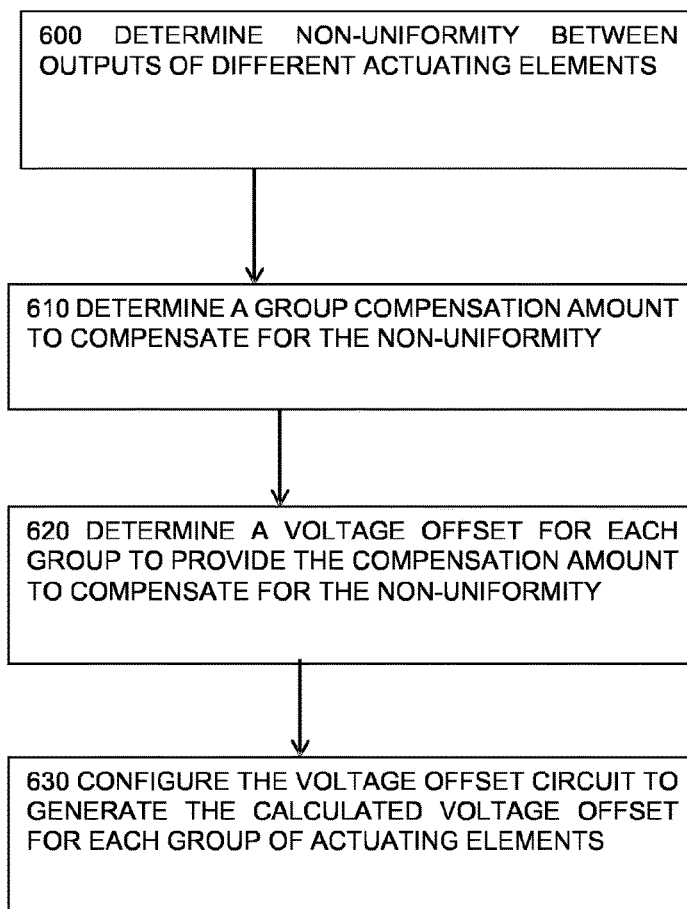 600 DETERMINE NON-UNIFORMITY BETWEEN
OUTPUTS OF DIFFERENT ACTUATING ELEMENTS
610 DETERMINE A GROUP COMPENSATION AMOUNT
TO COMPENSATE FOR THE NON-UNIFORMITY
620 DETERMINE A VOLTAGE OFFSET FOR EACH
GROUP TO PROVIDE THE COMPENSATION AMOUNT
TO COMPENSATE FOR THE NON-UNIFORMITY
630 CONFIGURE THE VOLTAGE OFFSET CIRCUIT TO
GENERATE THE CALCULATED VOLTAGE OFFSET
FOR EACH GROUP OF ACTUATING ELEMENTS